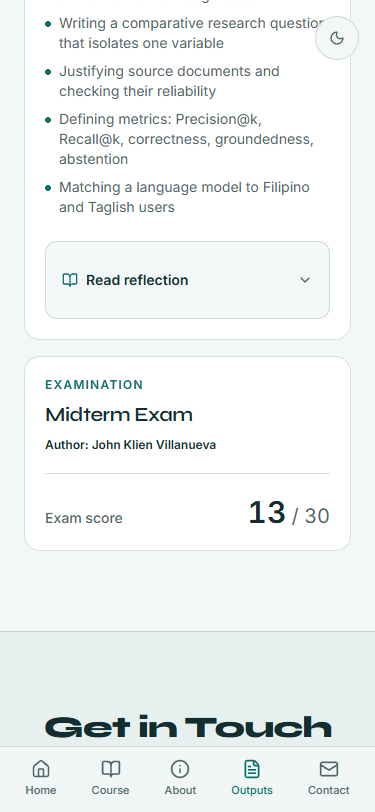 Writing a comparative research question
that isolates one variable
Justifying source documents and
checking their reliability
Defining metrics: Precision@k,
Recall@k, correctness, groundedness,
abstention
Matching a language model to Filipino
and Taglish users
Read reflection
EXAMINATION
Midterm Exam
Author: John Klien Villanueva
Exam score
13 / 30
Get in Touch
Home
Course
About
Outputs
Contact